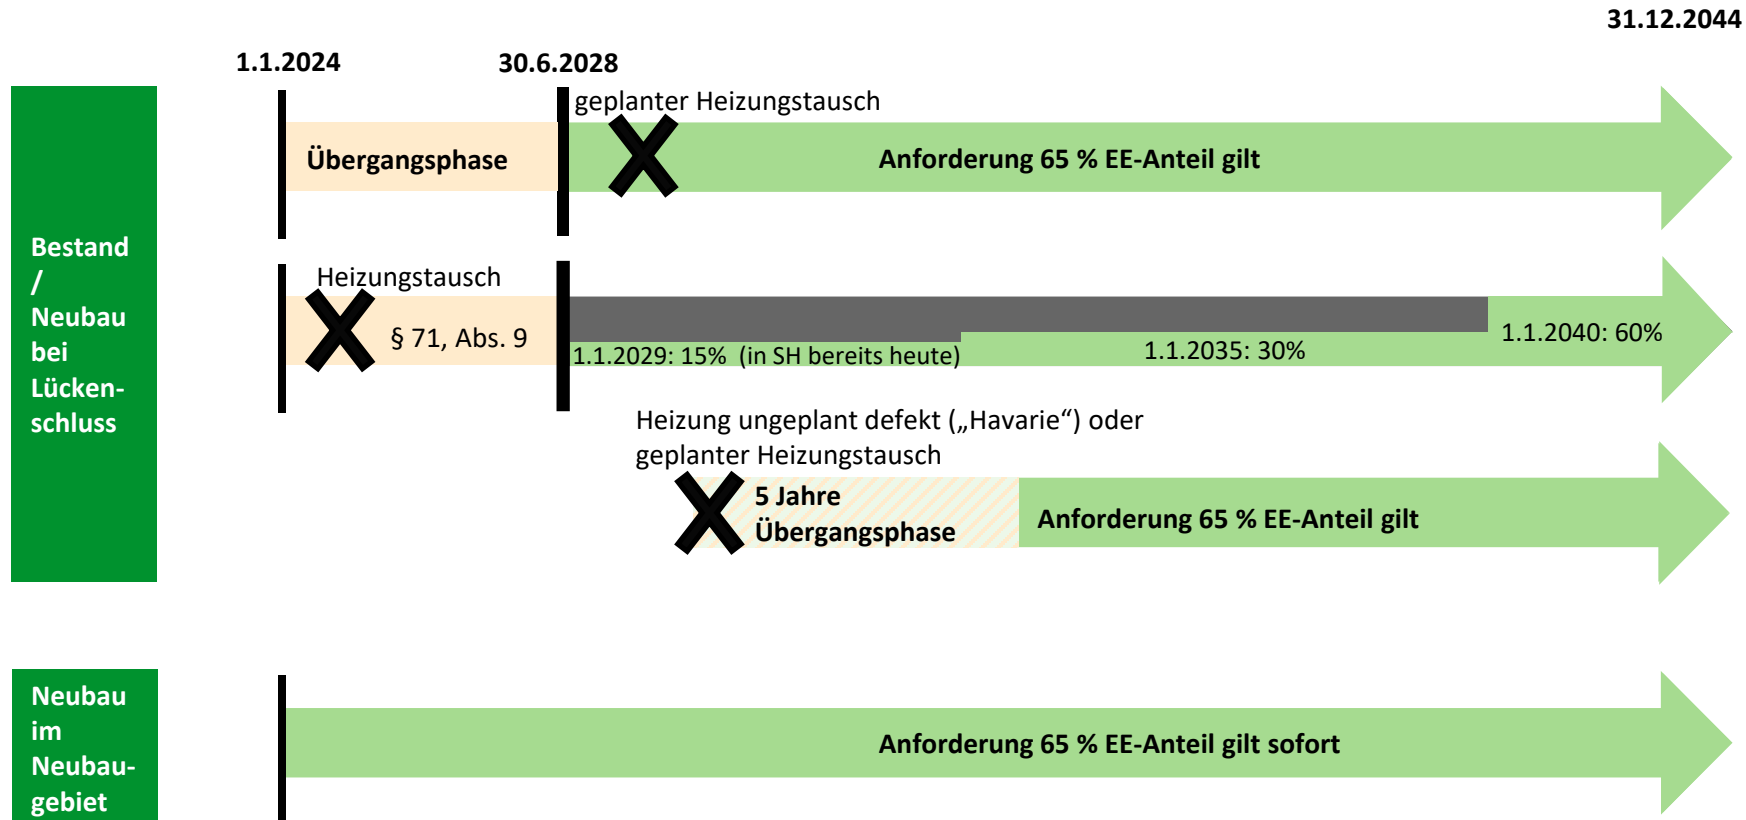 31.12.2044
1.1.2024
30.6.2028
geplanter Heizungstausch
Übergangsphase
Anforderung 65 % EE-Anteil gilt
Bestand
/
Neubau
bei
Lücken-
schluss
Heizungstausch
§ 71, Abs. 9
1.1.2029: 15% (in SH bereits heute)
1.1.2035: 30%
1.1.2040: 60%
Heizung ungeplant defekt („Havarie“) oder
geplanter Heizungstausch
5 Jahre
Übergangsphase
Anforderung 65 % EE-Anteil gilt
Neubau
im
Neubau-
gebiet
Anforderung 65 % EE-Anteil gilt sofort